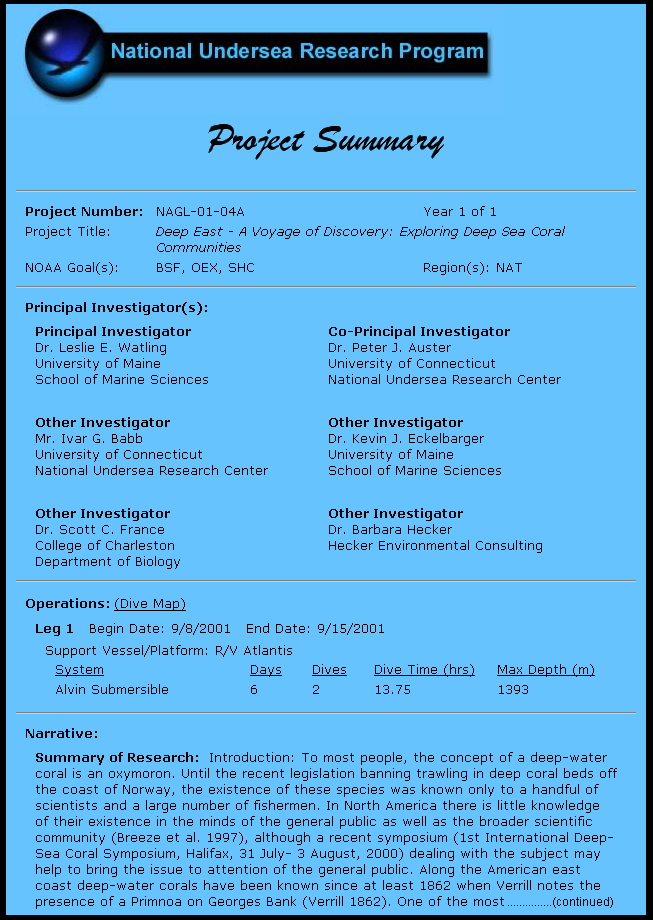 National Undersea Research Program
Project Summary
Project Number: NAGL-01-04A Year 1 of 1
Project Title: Deep East - A Voyage of Discovery: Exploring Deep Sea Coral
Communities
NOAA Goal(s): BSF, OEX, SHC Region(s): NAT
Principal Investigator(s):
Principal Investigator Co-Principal Investigator
Dr. Leslie E. Watling Dr. Peter J. Auster
University of Maine University of Connecticut
School of Marine Sciences National Undersea Research Center
Other Investigator Other Investigator
Mr. Ivar G. Babb Dr. Kevin J. Eckelbarger
University of Connecticut University of Maine
National Undersea Research Center School of Marine Sciences
Other Investigator Other Investigator
Dr. Scott C. France Dr. Barbara Hecker
College of Charleston Hecker Environmental Consulting
Department of Biology
Operations: (Dive Map)
Leg 1 Begin Date: 9/8/2001 End Date: 9/15/2001
Support Vessel/Platform: R/V Atlantis
System Days Dives Dive Time (hrs) Max Depth (m)
Alvin Submersible 6 2 13.75 1393
Narrative:
Summary of Research: Introduction: To most people, the concept of a deep-water
coral is an oxymoron. Until the recent legislation banning trawling in deep coral beds off
the coast of Norway, the existence of these species was known only to a handful of
scientists and a large number of fishermen. In North America there is little knowledge
of their existence in the minds of the general public as well as the broader scientific
community (Breeze et al. 1997), although a recent symposium (1st International Deep-
Sea Coral Symposium, Halifax, 31 July- 3 August, 2000) dealing with the subject may
help to bring the issue to attention of the general public. Along the American east
coast deep-water corals have been known since at least 1862 when Verrill notes the
presence of a Primnoa on Georges Bank (Verrill 1862). One of the most ...............(continued)